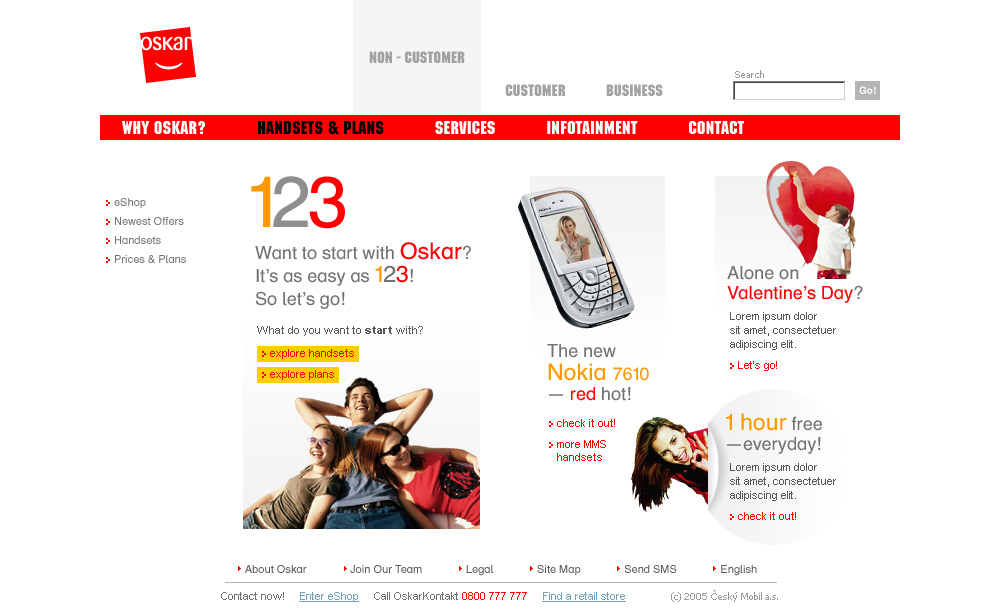 oskar
NON - CUSTOMER
CUSTOMER
BUSINESS
Search
Go!
WHY OSKAR?
HANDSETS & PLANS
SERVICES
INFOTAINMENT
CONTACT
eShop
Newest Offers
Handsets
Prices & Plans
123
Want to start with Oskar?
It's as easy as 123!
So let's go!
What do you want to start with?
explore handsets
explore plans
The new
Nokia 7610
— red hot!
check it out!
more MMS
handsets
Alone on
Valentine's Day?
Lorem ipsum dolor
sit amet, consectetuer
adipiscing elit.
Let's go!
1 hour free
—everyday!
Lorem ipsum dolor
sit amet, consectetuer
adipiscing elit.
check it out!
About Oskar
Join Our Team
Legal
Site Map
Send SMS
English
Contact now! Enter eShop Call OskarKontakt 0800 777 777 Find a retail store (c) 2005 Český Mobil a.s.